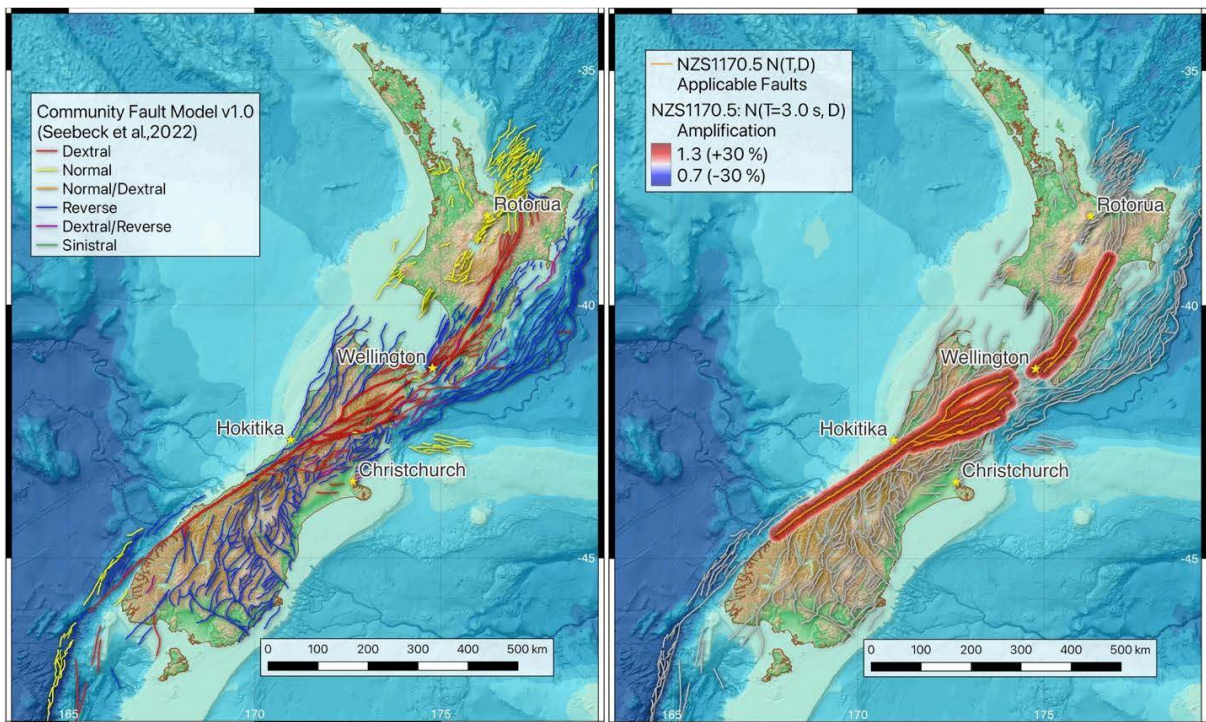 Community Fault Model v1.0
(Seebeck et al.,2022)
Dextral
Normal
Normal/Dextral
Reverse
Dextral/Reverse
Sinistral
Rotorua
Wellington
Hokitika
Christchurch
-35
-40
-45
0 100 200 300 400 500 km
165 170 175
NZS1170.5 N(T,D)
Applicable Faults
NZS1170.5: N(T=3.0 s, D)
Amplification
1.3 (+30 %)
0.7 (-30 %)
Rotorua
Wellington
Hokitika
Christchurch
-35
-40
-45
0 100 200 300 400 500 km
165 170 175